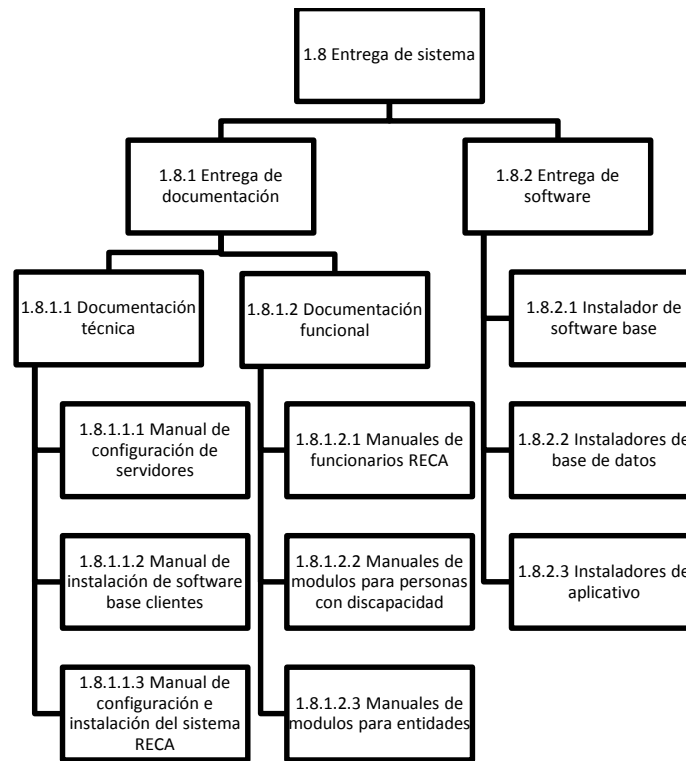 1.8 Entrega de sistema
1.8.1 Entrega de
documentación
1.8.2 Entrega de
software
1.8.1.1 Documentación
técnica
1.8.1.2 Documentación
funcional
1.8.2.1 Instalador de
software base
1.8.1.1.1 Manual de
configuración de
servidores
1.8.1.2.1 Manuales de
funcionarios RECA
1.8.2.2 Instaladores de
base de datos
1.8.1.1.2 Manual de
instalación de software
base clientes
1.8.1.2.2 Manuales de
modulos para personas
con discapacidad
1.8.2.3 Instaladores de
aplicativo
1.8.1.1.3 Manual de
configuración e
instalación del sistema
RECA
1.8.1.2.3 Manuales de
modulos para entidades